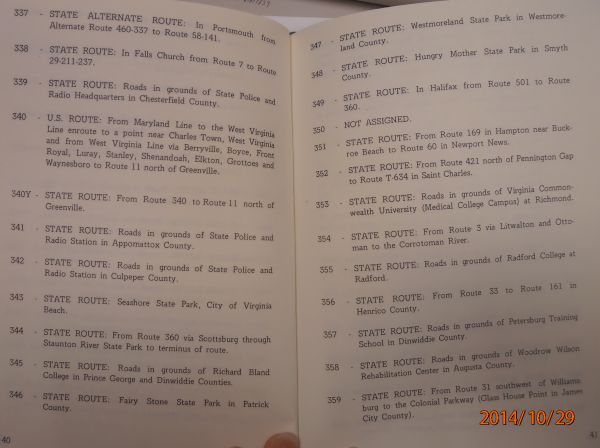 337 - STATE ALTERNATE ROUTE: In Portsmouth from
Alternate Route 460-337 to Route 58-141.
338 - STATE ROUTE: In Falls Church from Route 7 to Route
29-211-237.
339 - STATE ROUTE: Roads in grounds of State Police and
Radio Headquarters in Chesterfield County.
340 - U.S. ROUTE: From Maryland Line to the West Virginia
Line enroute to a point near Charles Town, West Virginia
and from West Virginia Line via Berryville, Boyce, Front
Royal, Luray, Stanley, Shenandoah, Elkton, Grottoes and
Waynesboro to Route 11 north of Greenville.
340Y - STATE ROUTE: From Route 340 to Route 11 north of
Greenville.
341 - STATE ROUTE: Roads in grounds of State Police and
Radio Station in Appomattox County.
342 - STATE ROUTE: Roads in grounds of State Police and
Radio Station in Culpeper County.
343 - STATE ROUTE: Seashore State Park, City of Virginia
Beach.
344 - STATE ROUTE: From Route 360 via Scottsburg through
Staunton River State Park to terminus of route.
345 - STATE ROUTE: Roads in grounds of Richard Bland
College in Prince George and Dinwiddie Counties.
346 - STATE ROUTE: Fairy Stone State Park in Patrick
County.
40
347 - STATE ROUTE: Westmoreland State Park in Westmore-
land County.
348 - STATE ROUTE: Hungry Mother State Park in Smyth
County.
349 - STATE ROUTE: In Halifax from Route 501 to Route
360.
350 - NOT ASSIGNED.
351 - STATE ROUTE: From Route 169 in Hampton near Buck-
roe Beach to Route 60 in Newport News.
352 - STATE ROUTE: From Route 421 north of Pennington Gap
to Route T-634 in Saint Charles.
353 - STATE ROUTE: Roads in grounds of Virginia Common-
wealth University (Medical College Campus) at Richmond.
354 - STATE ROUTE: From Route 3 via Litwalton and Otto-
man to the Corrotoman River.
355 - STATE ROUTE: Roads in grounds of Radford College at
Radford.
356 - STATE ROUTE: From Route 33 to Route 161 in
Henrico County.
357 - STATE ROUTE: Roads in grounds of Petersburg Training
School in Dinwiddie County.
358 - STATE ROUTE: Roads in grounds of Woodrow Wilson
Rehabilitation Center in Augusta County.
359 - STATE ROUTE: From Route 31 southwest of Williams
burg to the Colonial Parkway (Glass House Point in James
City County).
41
2014/10/29